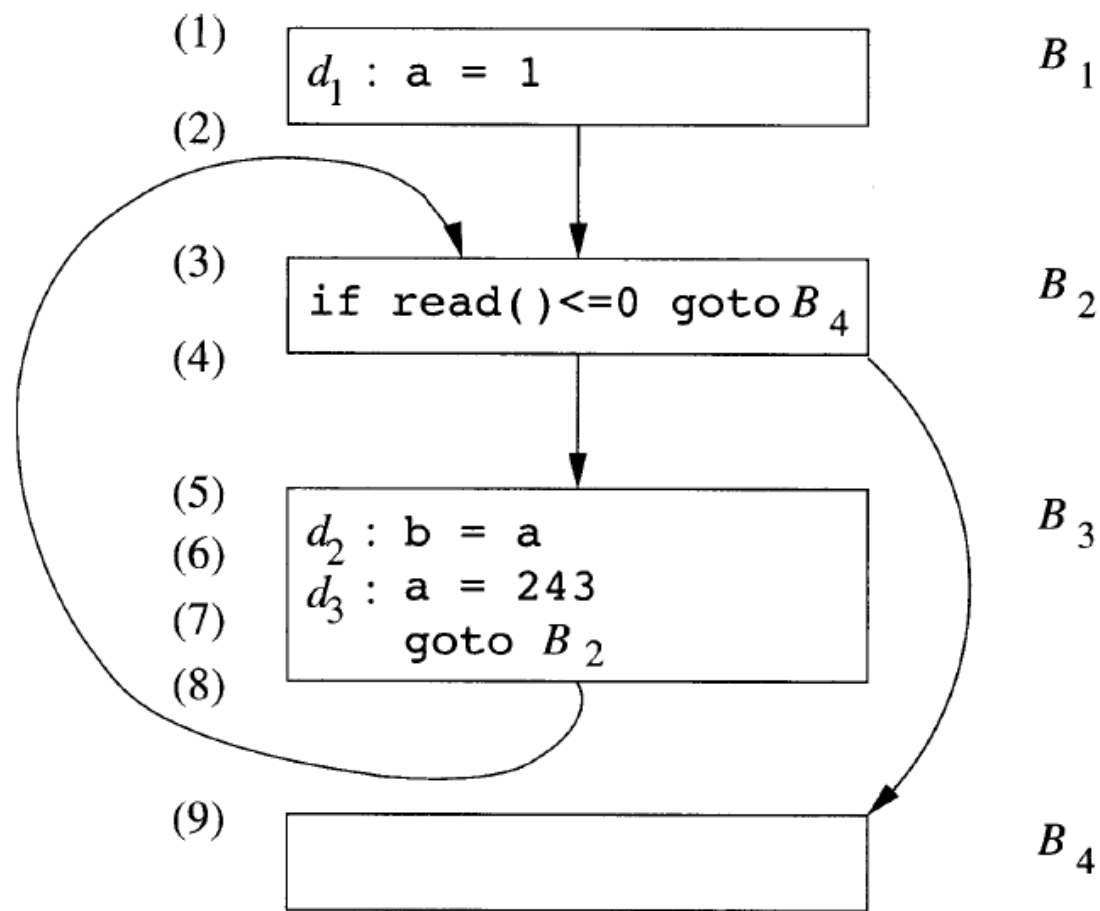 (1)
d₁ : a = 1
B₁
(2)
(3)
if read()<=0 goto B₄
B₂
(4)
(5)
d₂ : b = a
B₃
(6)
d₃ : a = 243
(7)
goto B₂
(8)
(9)
B₄